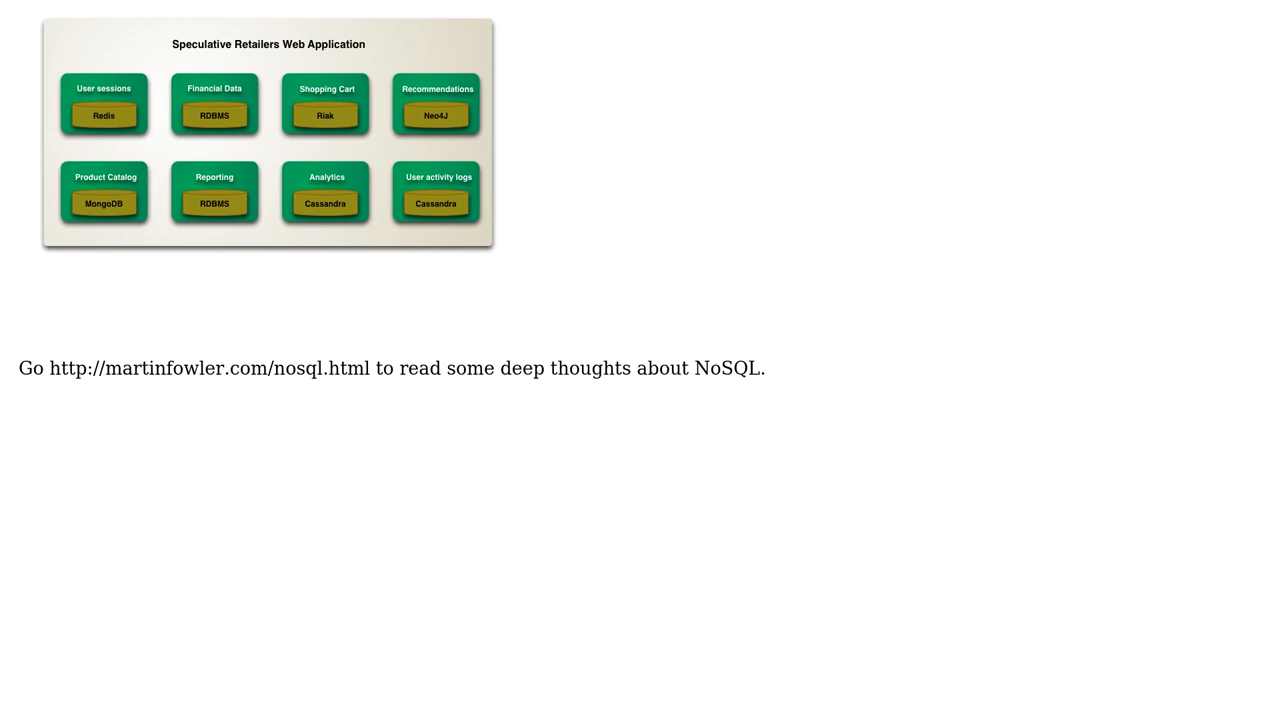 Speculative Retailers Web Application
User sessions
Financial Data
Shopping Cart
Recommendations
Redis
RDBMS
Riak
Neo4J
Product Catalog
Reporting
Analytics
User activity logs
MongoDB
RDBMS
Cassandra
Cassandra
Go http://martinfowler.com/nosql.html to read some deep thoughts about NoSQL.